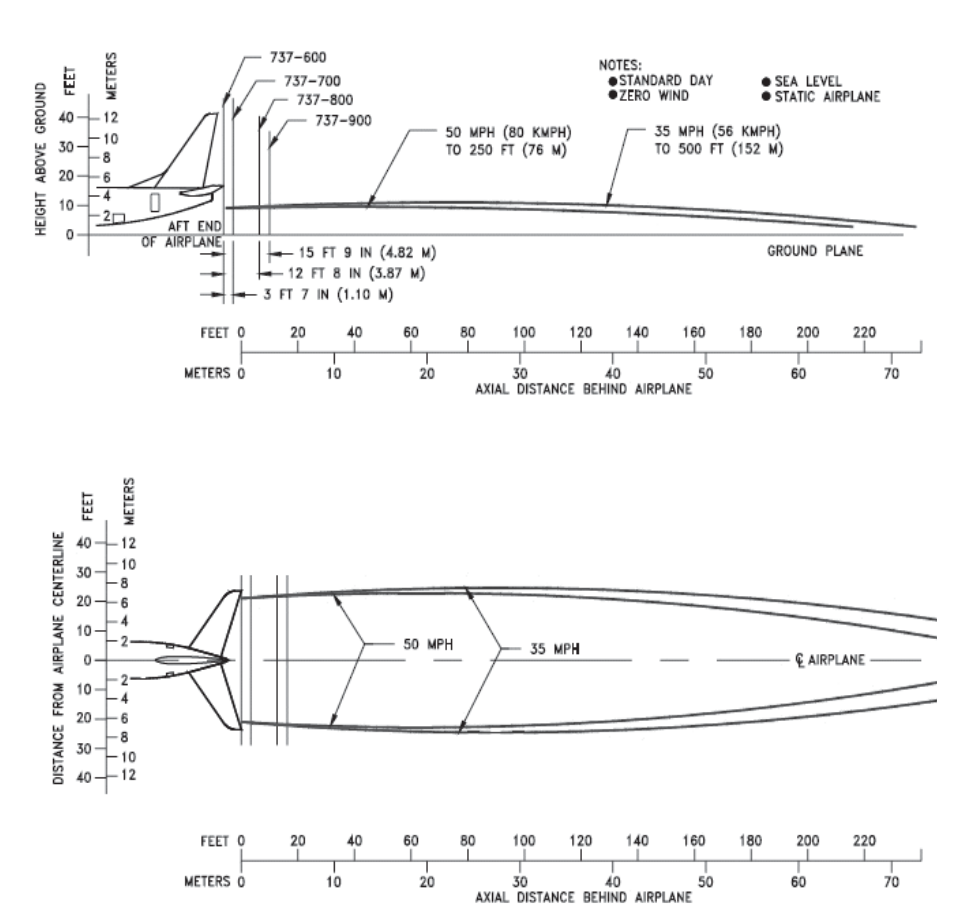 737-600
737-700
737-800
737-900
NOTES:
●STANDARD DAY
●ZERO WIND
●SEA LEVEL
●STATIC AIRPLANE
HEIGHT ABOVE GROUND
FEET
METERS
40
30
20
10
0
12
10
8
6
4
2
50 MPH (80 KMPH)
TO 250 FT (76 M)
35 MPH (56 KMPH)
TO 500 FT (152 M)
AFT END
OF AIRPLANE
GROUND PLANE
15 FT 9 IN (4.82 M)
12 FT 8 IN (3.87 M)
3 FT 7 IN (1.10 M)
FEET 0 20 40 60 80 100 120 140 160 180 200 220
METERS 0 10 20 30 40 50 60 70
AXIAL DISTANCE BEHIND AIRPLANE
DISTANCE FROM AIRPLANE CENTERLINE
FEET
METERS
40
30
20
10
0
10
20
30
40
12
10
8
6
4
2
2
4
6
8
10
12
50 MPH
35 MPH
℄ AIRPLANE
FEET 0 20 40 60 80 100 120 140 160 180 200 220
METERS 0 10 20 30 40 50 60 70
AXIAL DISTANCE BEHIND AIRPLANE